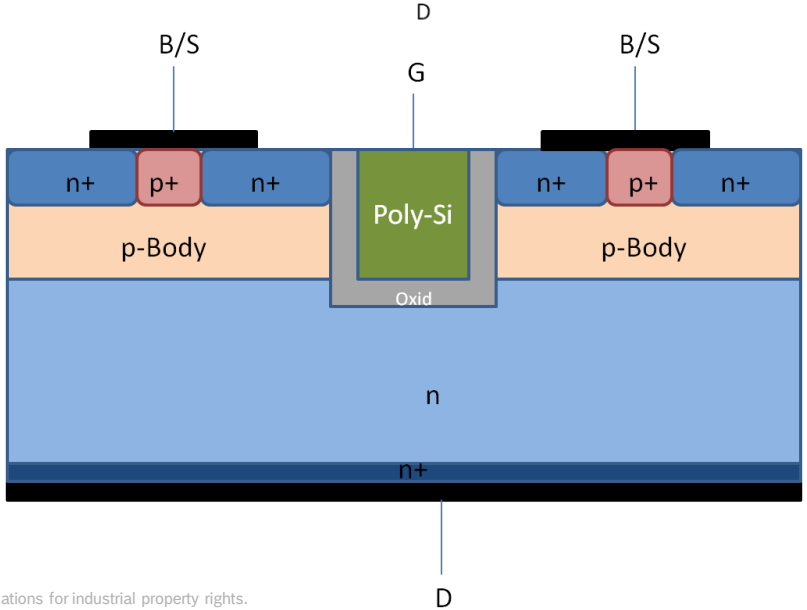 D
B/S
B/S
G
n+
p+
n+
n+
p+
n+
Poly-Si
p-Body
p-Body
Oxid
n
n+
D
ations for industrial property rights.